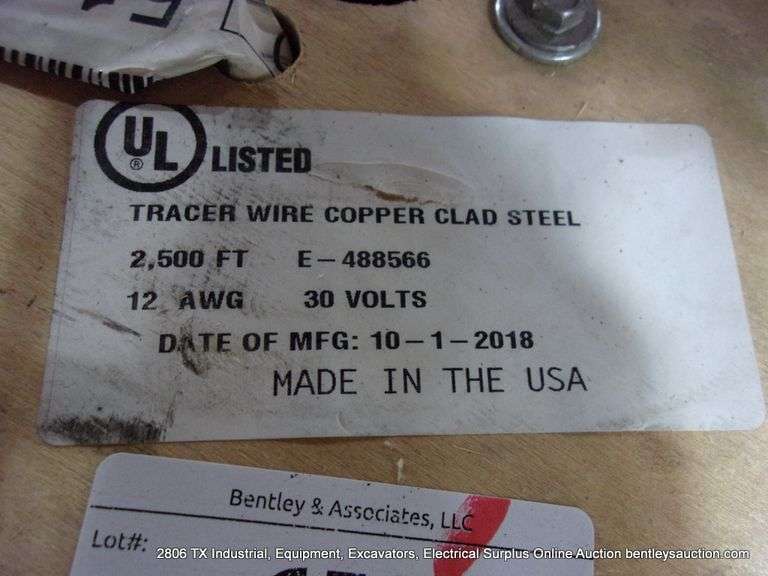 UL®
LISTED
TRACER WIRE COPPER CLAD STEEL
2,500 FT E-488566
12 AWG 30 VOLTS
DATE OF MFG: 10-1-2018
MADE IN THE USA
Bentley & Associates, LLC
Lot#:
2806 TX Industrial, Equipment, Excavators, Electrical Surplus Online Auction bentleysauction.com